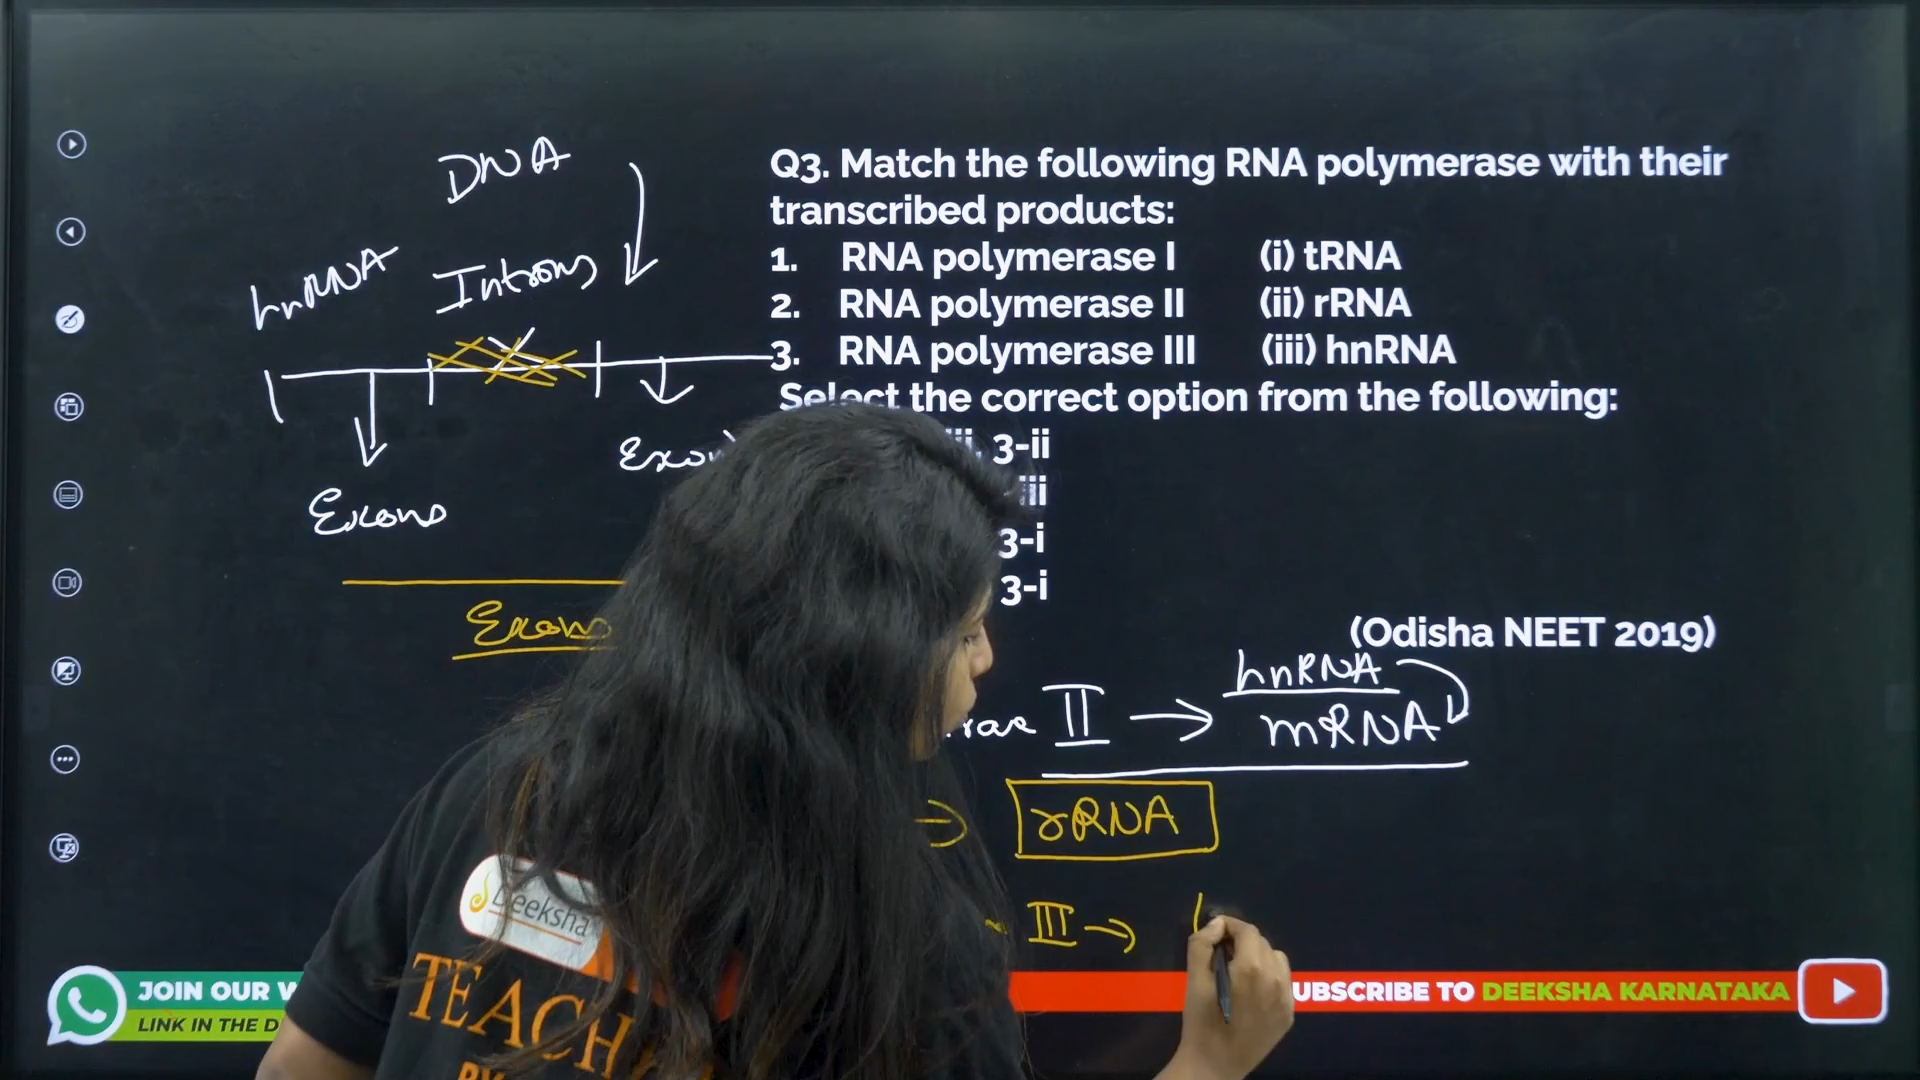 DNA
hnRNA
Introns
Exons
Exons
Q3. Match the following RNA polymerase with their
transcribed products:
1. RNA polymerase I (i) tRNA
2. RNA polymerase II (ii) rRNA
3. RNA polymerase III (iii) hnRNA
Select the correct option from the following:
iii, 3-ii
iii
3-i
3-i
(Odisha NEET 2019)
II → hnRNA
mRNA
→ rRNA
III →
Deeksha
TEACH
JOIN OUR W
LINK IN THE D
UBSCRIBE TO DEEKSHA KARNATAKA